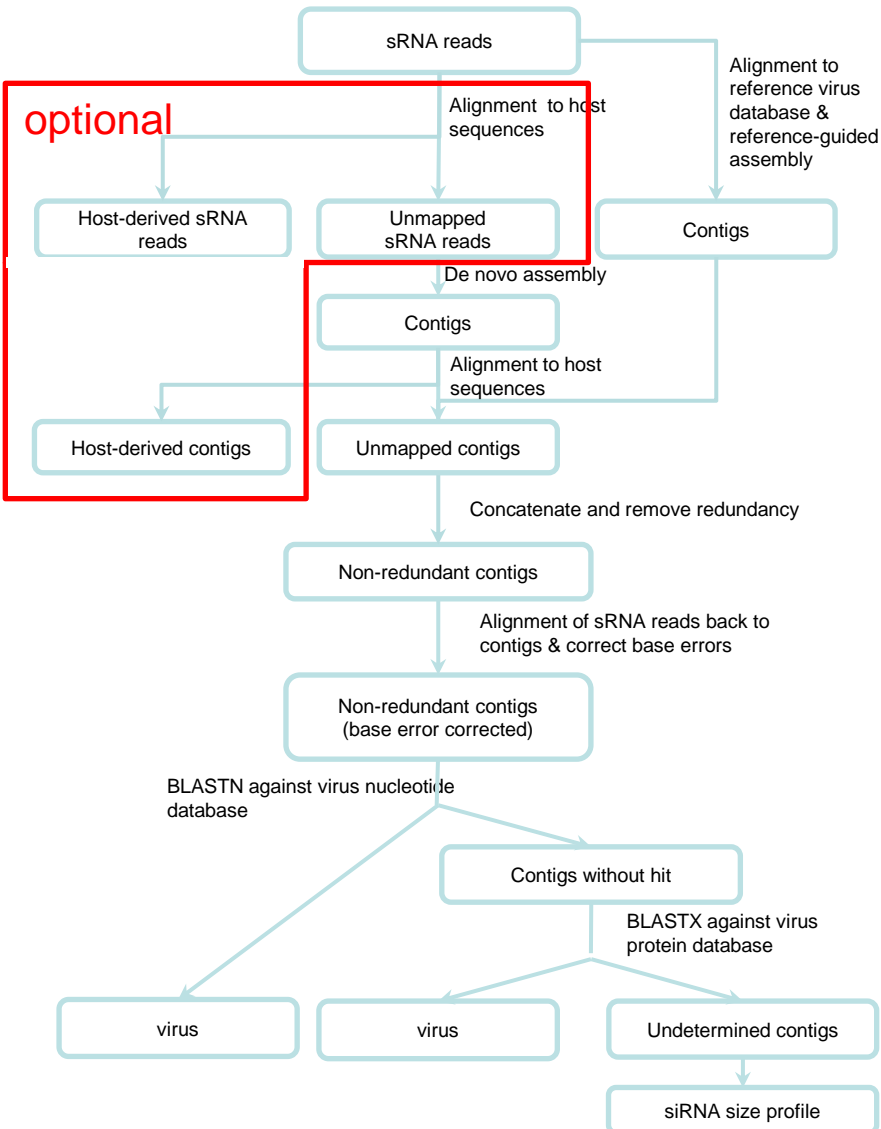 sRNA reads
Alignment to
reference virus
database &
reference-guided
assembly
optional
Alignment  to host
sequences
Host-derived sRNA
reads
Unmapped
sRNA reads
Contigs
De novo assembly
Contigs
Alignment to host
sequences
Host-derived contigs
Unmapped contigs
Concatenate and remove redundancy
Non-redundant contigs
Alignment of sRNA reads back to
contigs & correct base errors
Non-redundant contigs
(base error corrected)
BLASTN against virus nucleotide
database
Contigs without hit
BLASTX against virus
protein database
virus
virus
Undetermined contigs
siRNA size profile